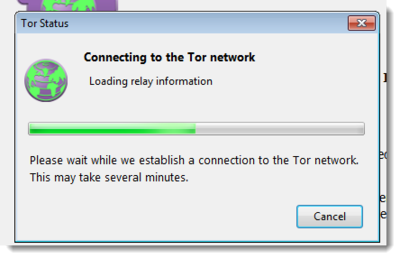 Tor Status
Connecting to the Tor network
Loading relay information
Please wait while we establish a connection to the Tor network.
This may take several minutes.
Cancel